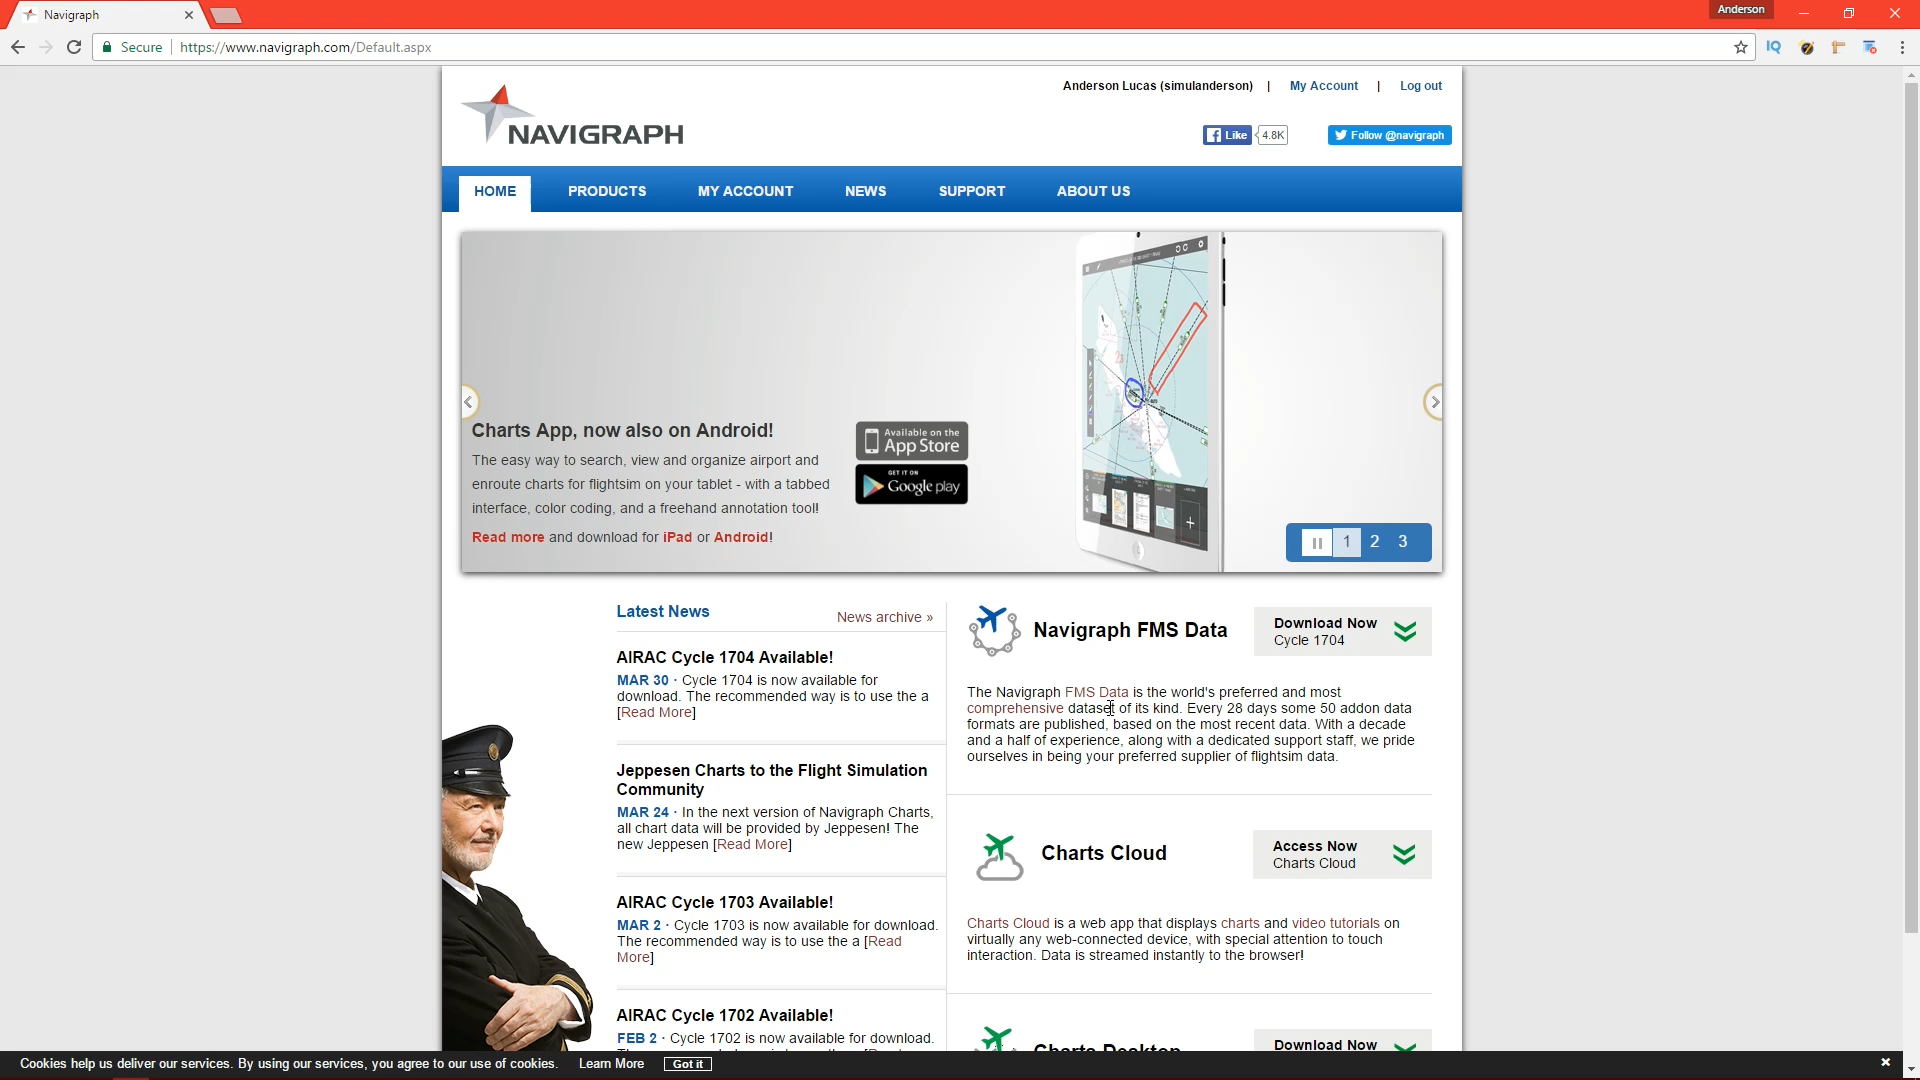 Navigraph
Anderson
Secure
https://www.navigraph.com/Default.aspx
IQ
Anderson Lucas (simulanderson) | My Account | Log out
NAVIGRAPH
Like 4.8K
Follow @navigraph
HOME PRODUCTS MY ACCOUNT NEWS SUPPORT ABOUT US
Charts App, now also on Android!
The easy way to search, view and organize airport and
enroute charts for flightsim on your tablet - with a tabbed
interface, color coding, and a freehand annotation tool!
Read more and download for iPad or Android!
Available on the
App Store
GET IT ON
Google play
1 2 3
Latest News
News archive »
AIRAC Cycle 1704 Available!
MAR 30 · Cycle 1704 is now available for
download. The recommended way is to use the a
[Read More]
Jeppesen Charts to the Flight Simulation
Community
MAR 24 · In the next version of Navigraph Charts,
all chart data will be provided by Jeppesen! The
new Jeppesen [Read More]
AIRAC Cycle 1703 Available!
MAR 2 · Cycle 1703 is now available for download.
The recommended way is to use the a [Read
More]
AIRAC Cycle 1702 Available!
FEB 2 · Cycle 1702 is now available for download.
Navigraph FMS Data
Download Now
Cycle 1704
The Navigraph FMS Data is the world's preferred and most
comprehensive dataset of its kind. Every 28 days some 50 addon data
formats are published, based on the most recent data. With a decade
and a half of experience, along with a dedicated support staff, we pride
ourselves in being your preferred supplier of flightsim data.
Charts Cloud
Access Now
Charts Cloud
Charts Cloud is a web app that displays charts and video tutorials on
virtually any web-connected device, with special attention to touch
interaction. Data is streamed instantly to the browser!
Charts Desktop
Download Now
Cookies help us deliver our services. By using our services, you agree to our use of cookies. Learn More Got it